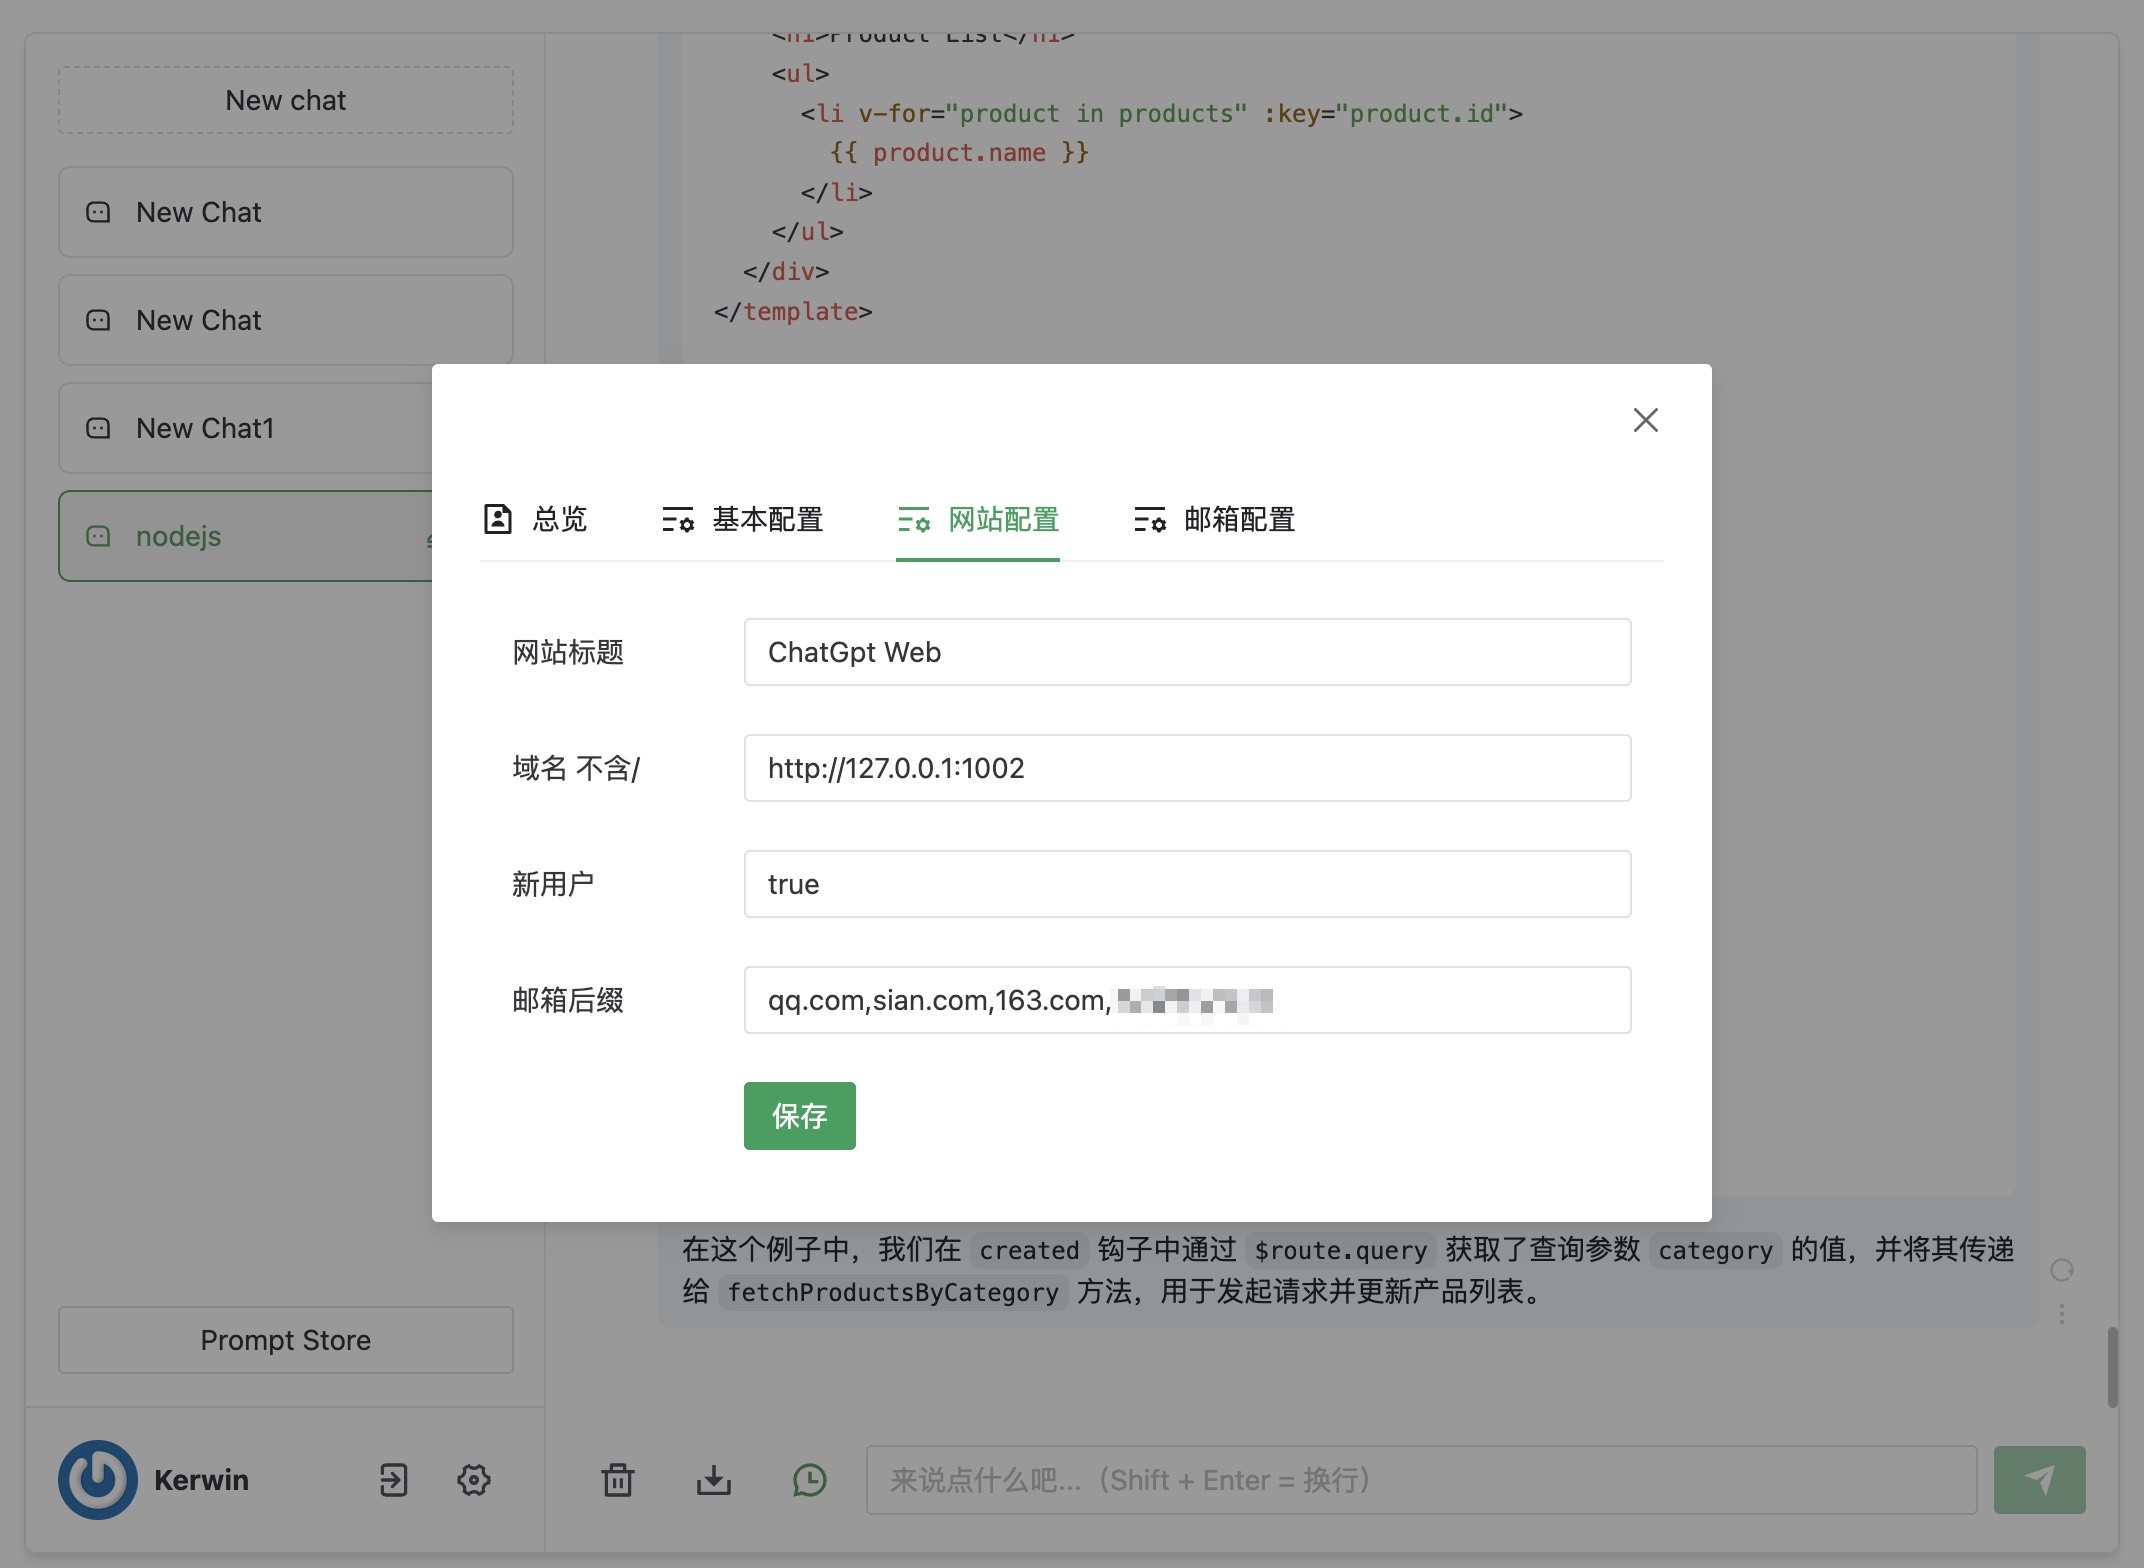 New chat
New Chat
New Chat
New Chat1
nodejs
Prompt Store
Kerwin
<h1>Product List</h1>
<ul>
<li v-for="product in products" :key="product.id">
{{ product.name }}
</li>
</ul>
</div>
</template>
总览 基本配置 网站配置 邮箱配置
网站标题 ChatGpt Web
域名 不含/ http://127.0.0.1:1002
新用户 true
邮箱后缀 qq.com,sian.com,163.com,
保存
在这个例子中，我们在 created 钩子中通过 $route.query 获取了查询参数 category 的值，并将其传递
给 fetchProductsByCategory 方法，用于发起请求并更新产品列表。
来说点什么吧...（Shift + Enter = 换行）